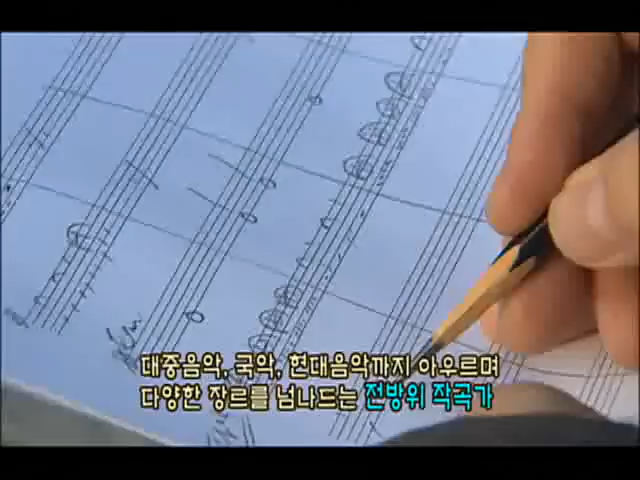 대중음악, 국악, 현대음악까지 아우르며
다양한 장르를 넘나드는 전방위 작곡가